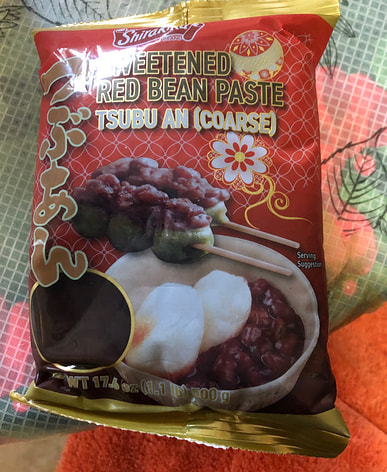 Shirakiku
SWEETENED
RED BEAN PASTE
TSUBU AN (COARSE)
つぶあん
Serving
Suggestion
NET WT 17.6 oz (1.1 lb) 500 g